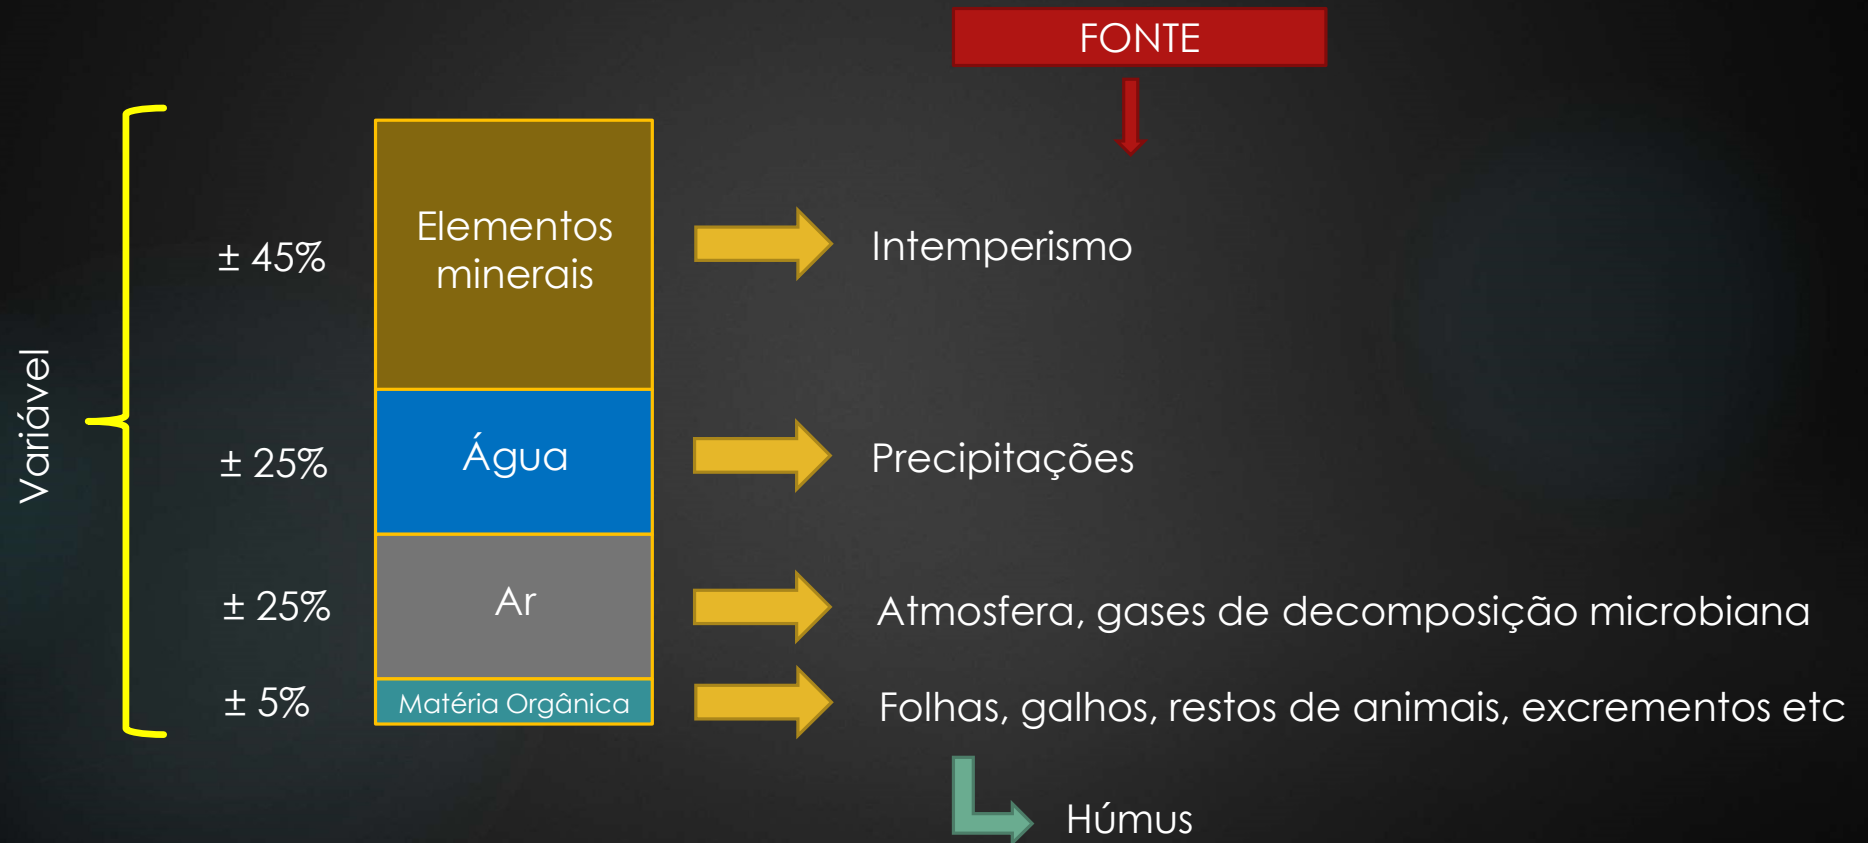 FONTE
Variável
± 45%
Elementos
minerais
Intemperismo
± 25%
Água
Precipitações
± 25%
Ar
Atmosfera, gases de decomposição microbiana
± 5%
Matéria Orgânica
Folhas, galhos, restos de animais, excrementos etc
Húmus